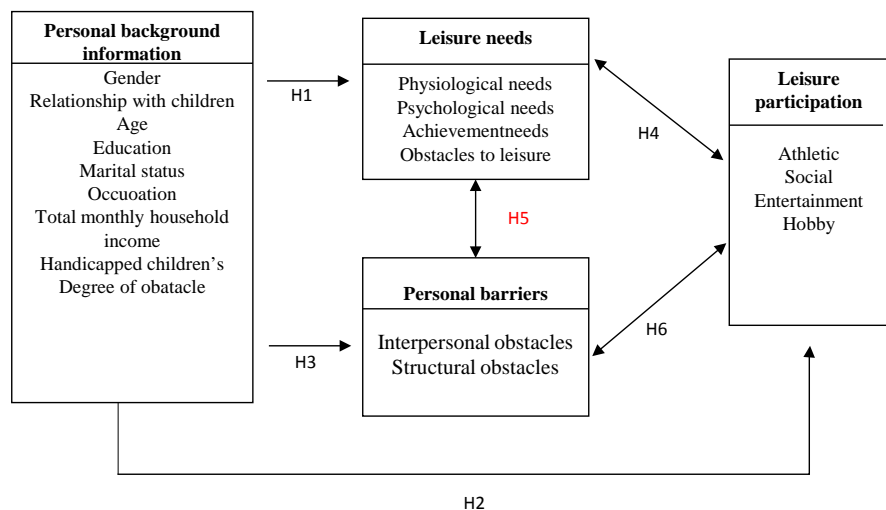 Personal background
information
Gender
Relationship with children
Age
Education
Marital status
Occuoation
Total monthly household
income
Handicapped children's
Degree of obatacle
H1
H3
Leisure needs
Physiological needs
Psychological needs
Achievementneeds
Obstacles to leisure
H5
Personal barriers
Interpersonal obstacles
Structural obstacles
H4
H6
Leisure
participation
Athletic
Social
Entertainment
Hobby
H2